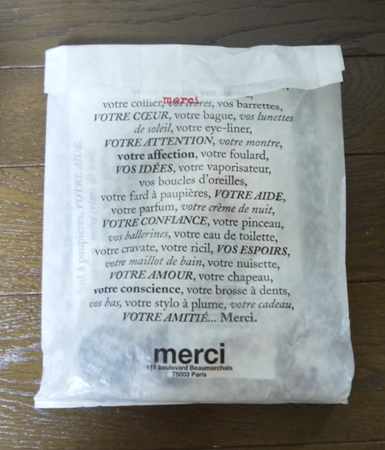 merci
votre collier, vos livres, vos barrettes,
VOTRE CŒUR, votre bague, vos lunettes
de soleil, votre eye-liner,
VOTRE ATTENTION, votre montre,
votre affection, votre foulard,
VOS IDÉES, votre vaporisateur,
vos boucles d'oreilles,
votre fard à paupières, VOTRE AIDE,
votre parfum, votre crème de nuit,
VOTRE CONFIANCE, votre pinceau,
vos ballerines, votre eau de toilette,
votre cravate, votre ricil, VOS ESPOIRS,
votre maillot de bain, votre nuisette,
VOTRE AMOUR, votre chapeau,
votre conscience, votre brosse à dents,
vos bas, votre stylo à plume, votre cadeau,
VOTRE AMITIÉ... Merci.
merci
111 boulevard Beaumarchais
75003 Paris